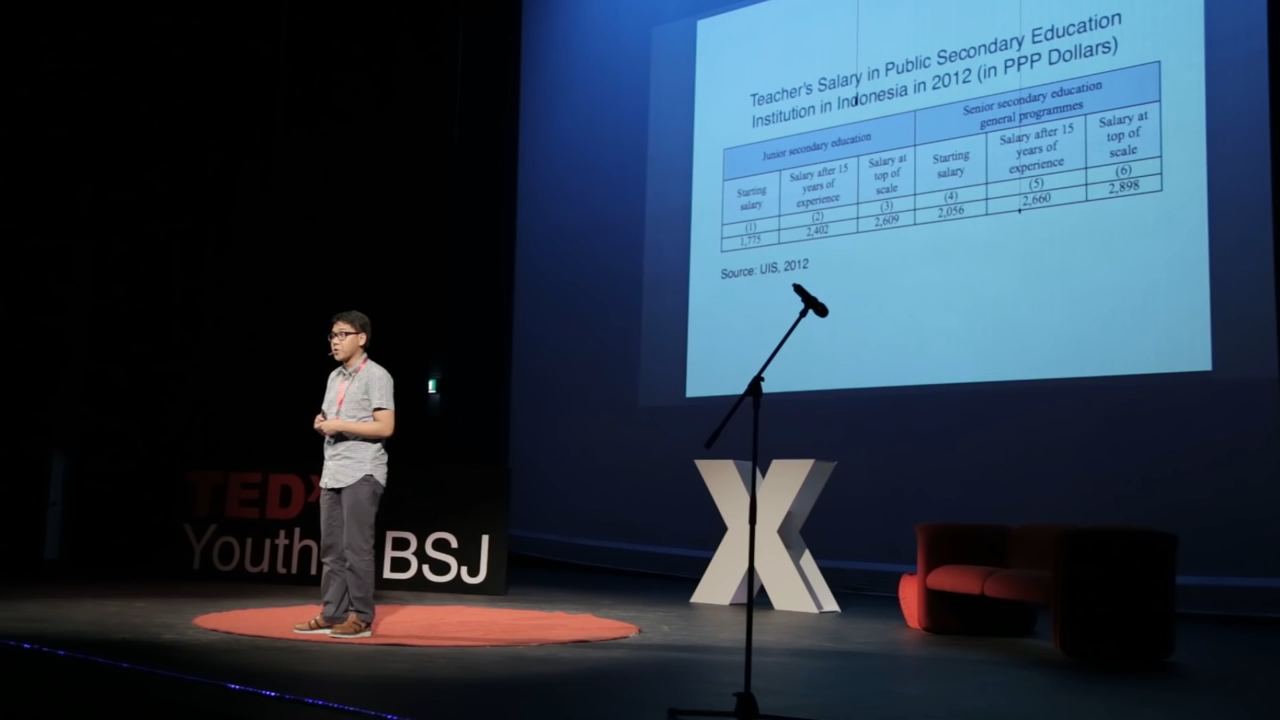 Teacher's Salary in Public Secondary Education
Institution in Indonesia in 2012 (in PPP Dollars)
Junior secondary education
Senior secondary education
general programmes
Starting
salary
Salary after 15
years of
experience
Salary at
top of
scale
Starting
salary
Salary after 15
years of
experience
Salary at
top of
scale
(1)
(2)
(3)
(4)
(5)
(6)
1,775
2,402
2,609
2,056
2,660
2,898
Source: UIS, 2012
X
TEDx
Youth
BSJ